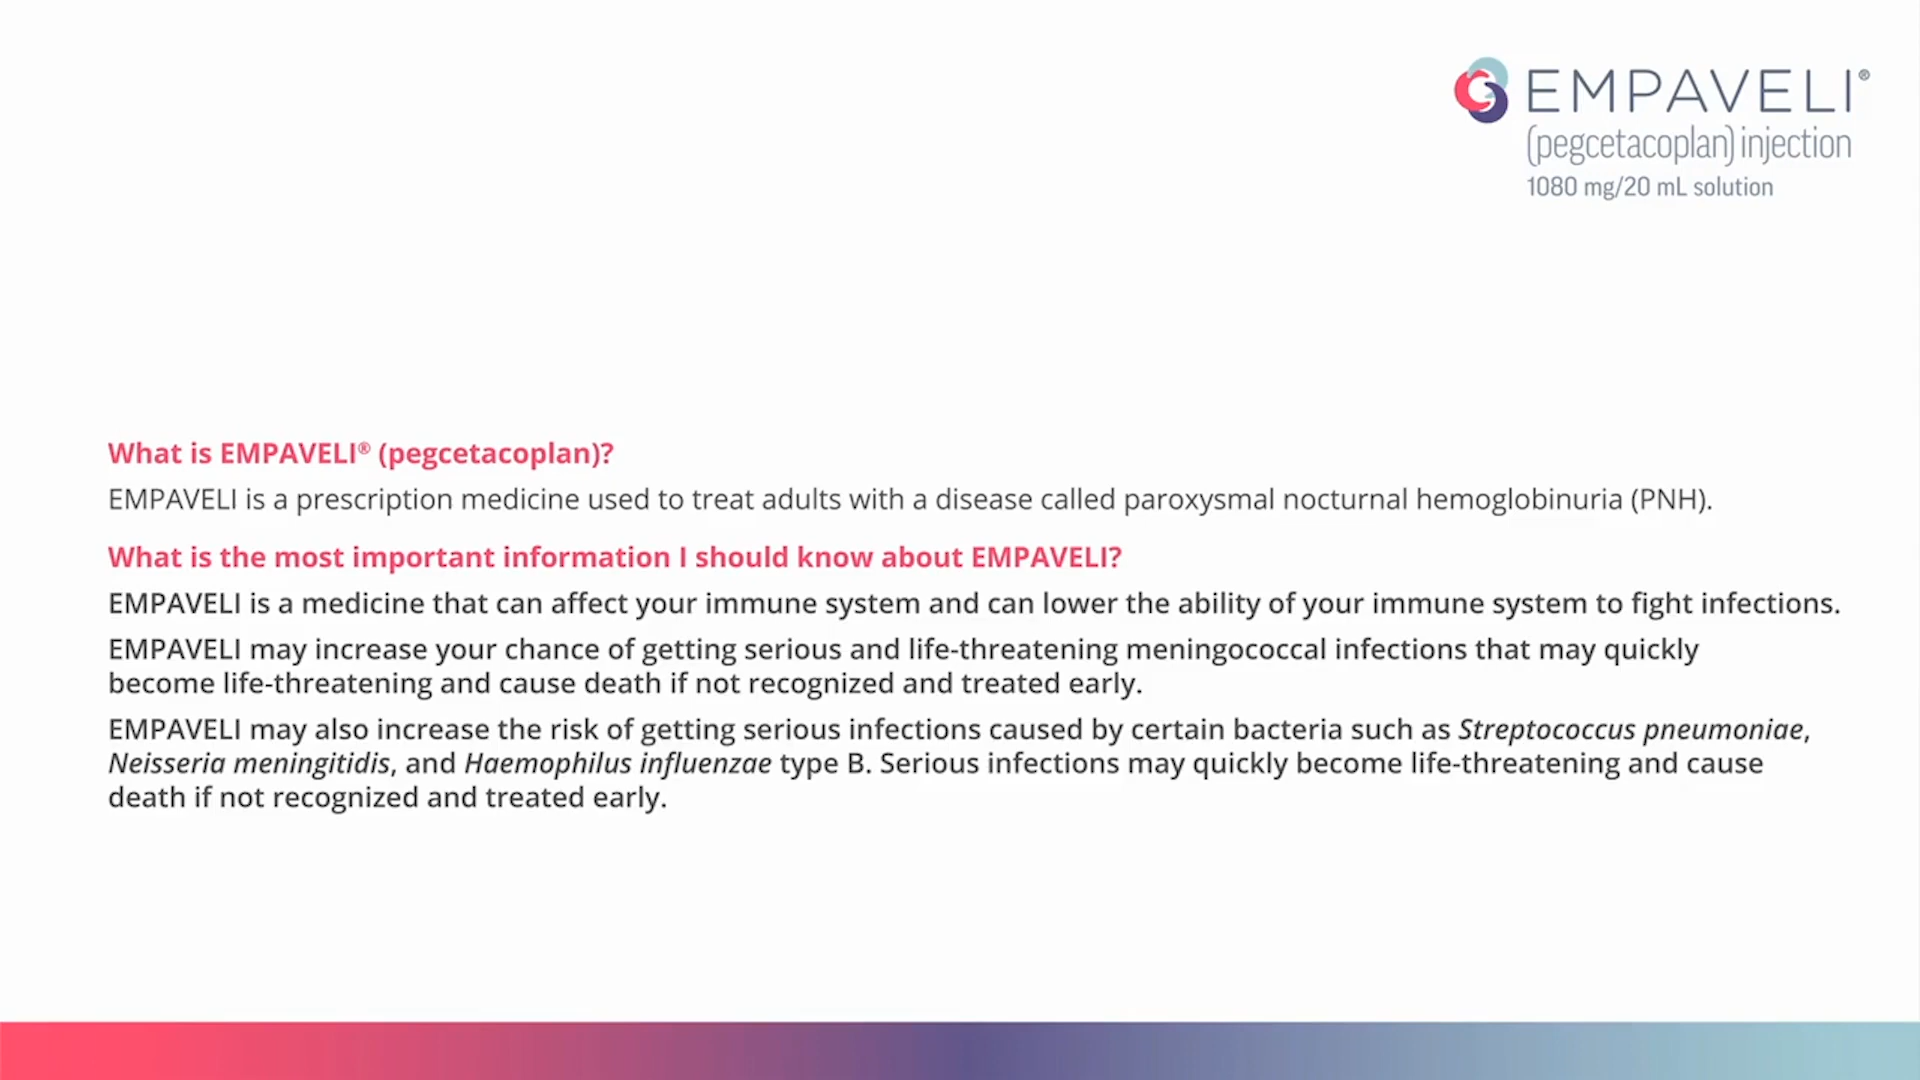 EMPAVELI®
(pegcetacoplan) injection
1080 mg/20 mL solution
What is EMPAVELI® (pegcetacoplan)?
EMPAVELI is a prescription medicine used to treat adults with a disease called paroxysmal nocturnal hemoglobinuria (PNH).
What is the most important information I should know about EMPAVELI?
EMPAVELI is a medicine that can affect your immune system and can lower the ability of your immune system to fight infections.
EMPAVELI may increase your chance of getting serious and life-threatening meningococcal infections that may quickly
become life-threatening and cause death if not recognized and treated early.
EMPAVELI may also increase the risk of getting serious infections caused by certain bacteria such as Streptococcus pneumoniae,
Neisseria meningitidis, and Haemophilus influenzae type B. Serious infections may quickly become life-threatening and cause
death if not recognized and treated early.